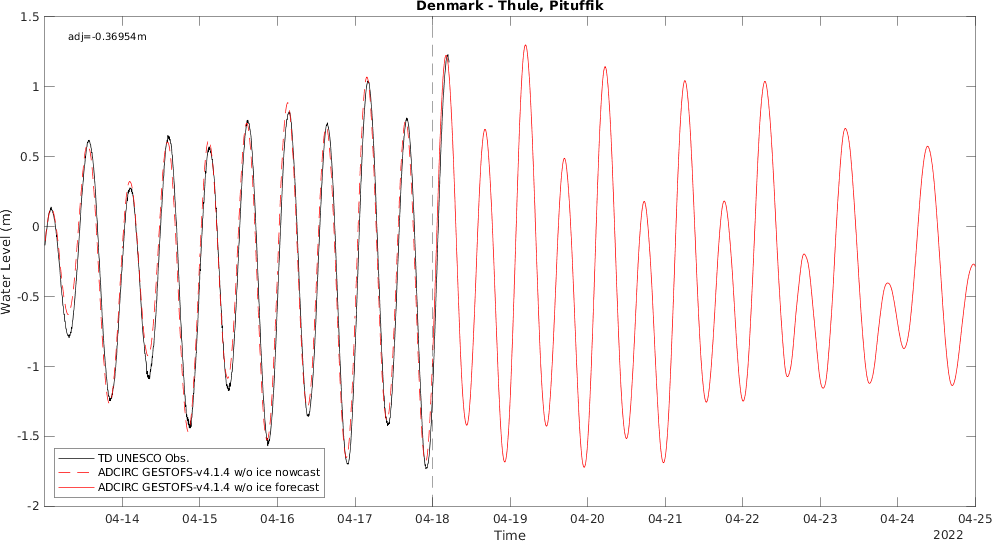 Denmark - Thule, Pituffik
adj=-0.36954m
1.5
1
0.5
0
-0.5
-1
-1.5
-2
Water Level (m)
TD UNESCO Obs.
ADCIRC GESTOFS-v4.1.4 w/o ice nowcast
ADCIRC GESTOFS-v4.1.4 w/o ice forecast
04-14 04-15 04-16 04-17 04-18 04-19 04-20 04-21 04-22 04-23 04-24 04-25
Time
2022